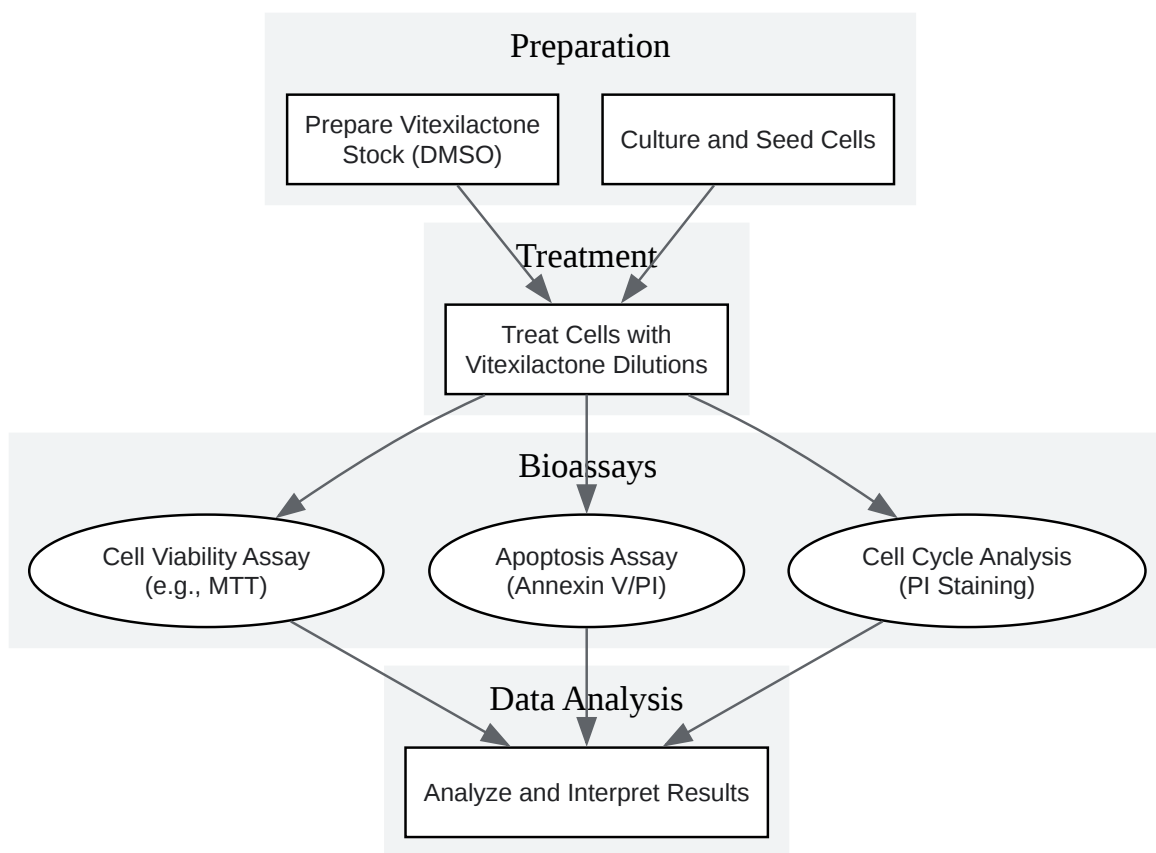 Preparation
Prepare Vitexilactone
Stock (DMSO)
Culture and Seed Cells
Treatment
Treat Cells with
Vitexilactone Dilutions
Bioassays
Cell Viability Assay
(e.g., MTT)
Apoptosis Assay
(Annexin V/PI)
Cell Cycle Analysis
(PI Staining)
Data Analysis
Analyze and Interpret Results